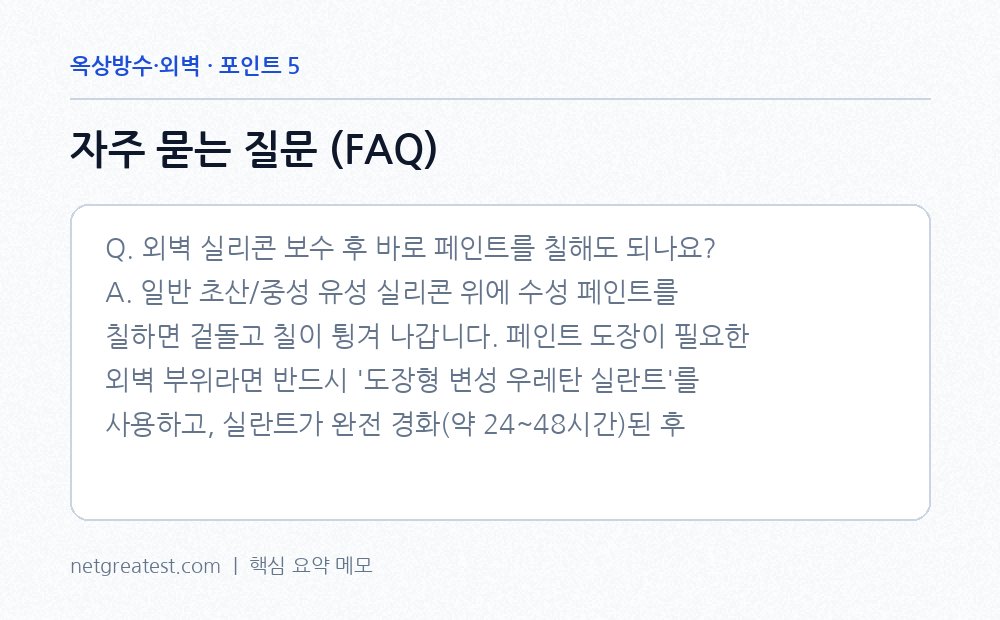 옥상방수·외벽 · 포인트 5
자주 묻는 질문 (FAQ)
Q. 외벽 실리콘 보수 후 바로 페인트를 칠해도 되나요?
A. 일반 초산/중성 유성 실리콘 위에 수성 페인트를
칠하면 겉돌고 칠이 튕겨 나갑니다. 페인트 도장이 필요한
외벽 부위라면 반드시 '도장형 변성 우레탄 실란트'를
사용하고, 실란트가 완전 경화(약 24~48시간)된 후
netgreatest.com | 핵심 요약 메모